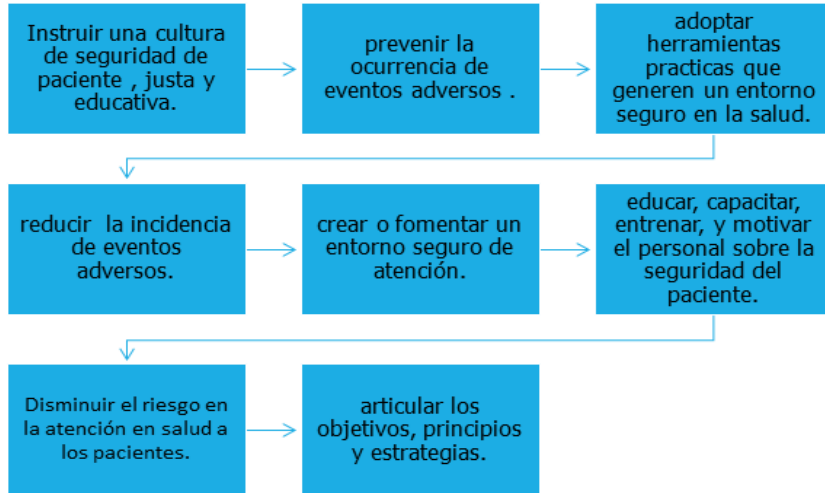 Instruir una cultura
de seguridad de
paciente , justa y
educativa.
prevenir la
ocurrencia de
eventos adversos .
adoptar
herramientas
practicas que
generen un entorno
seguro en la salud.
reducir la incidencia
de eventos
adversos.
crear o fomentar un
entorno seguro de
atención.
educar, capacitar,
entrenar, y motivar
el personal sobre la
seguridad del
paciente.
Disminuir el riesgo en
la atención en salud a
los pacientes.
articular los
objetivos, principios
y estrategias.